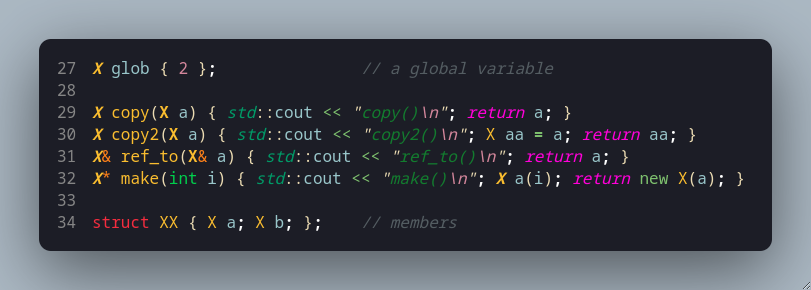 27 X glob { 2 };               // a global variable
28
29 X copy(X a) { std::cout << "copy()\n"; return a; }
30 X copy2(X a) { std::cout << "copy2()\n"; X aa = a; return aa; }
31 X& ref_to(X& a) { std::cout << "ref_to()\n"; return a; }
32 X* make(int i) { std::cout << "make()\n"; X a(i); return new X(a); }
33
34 struct XX { X a; X b; };    // members